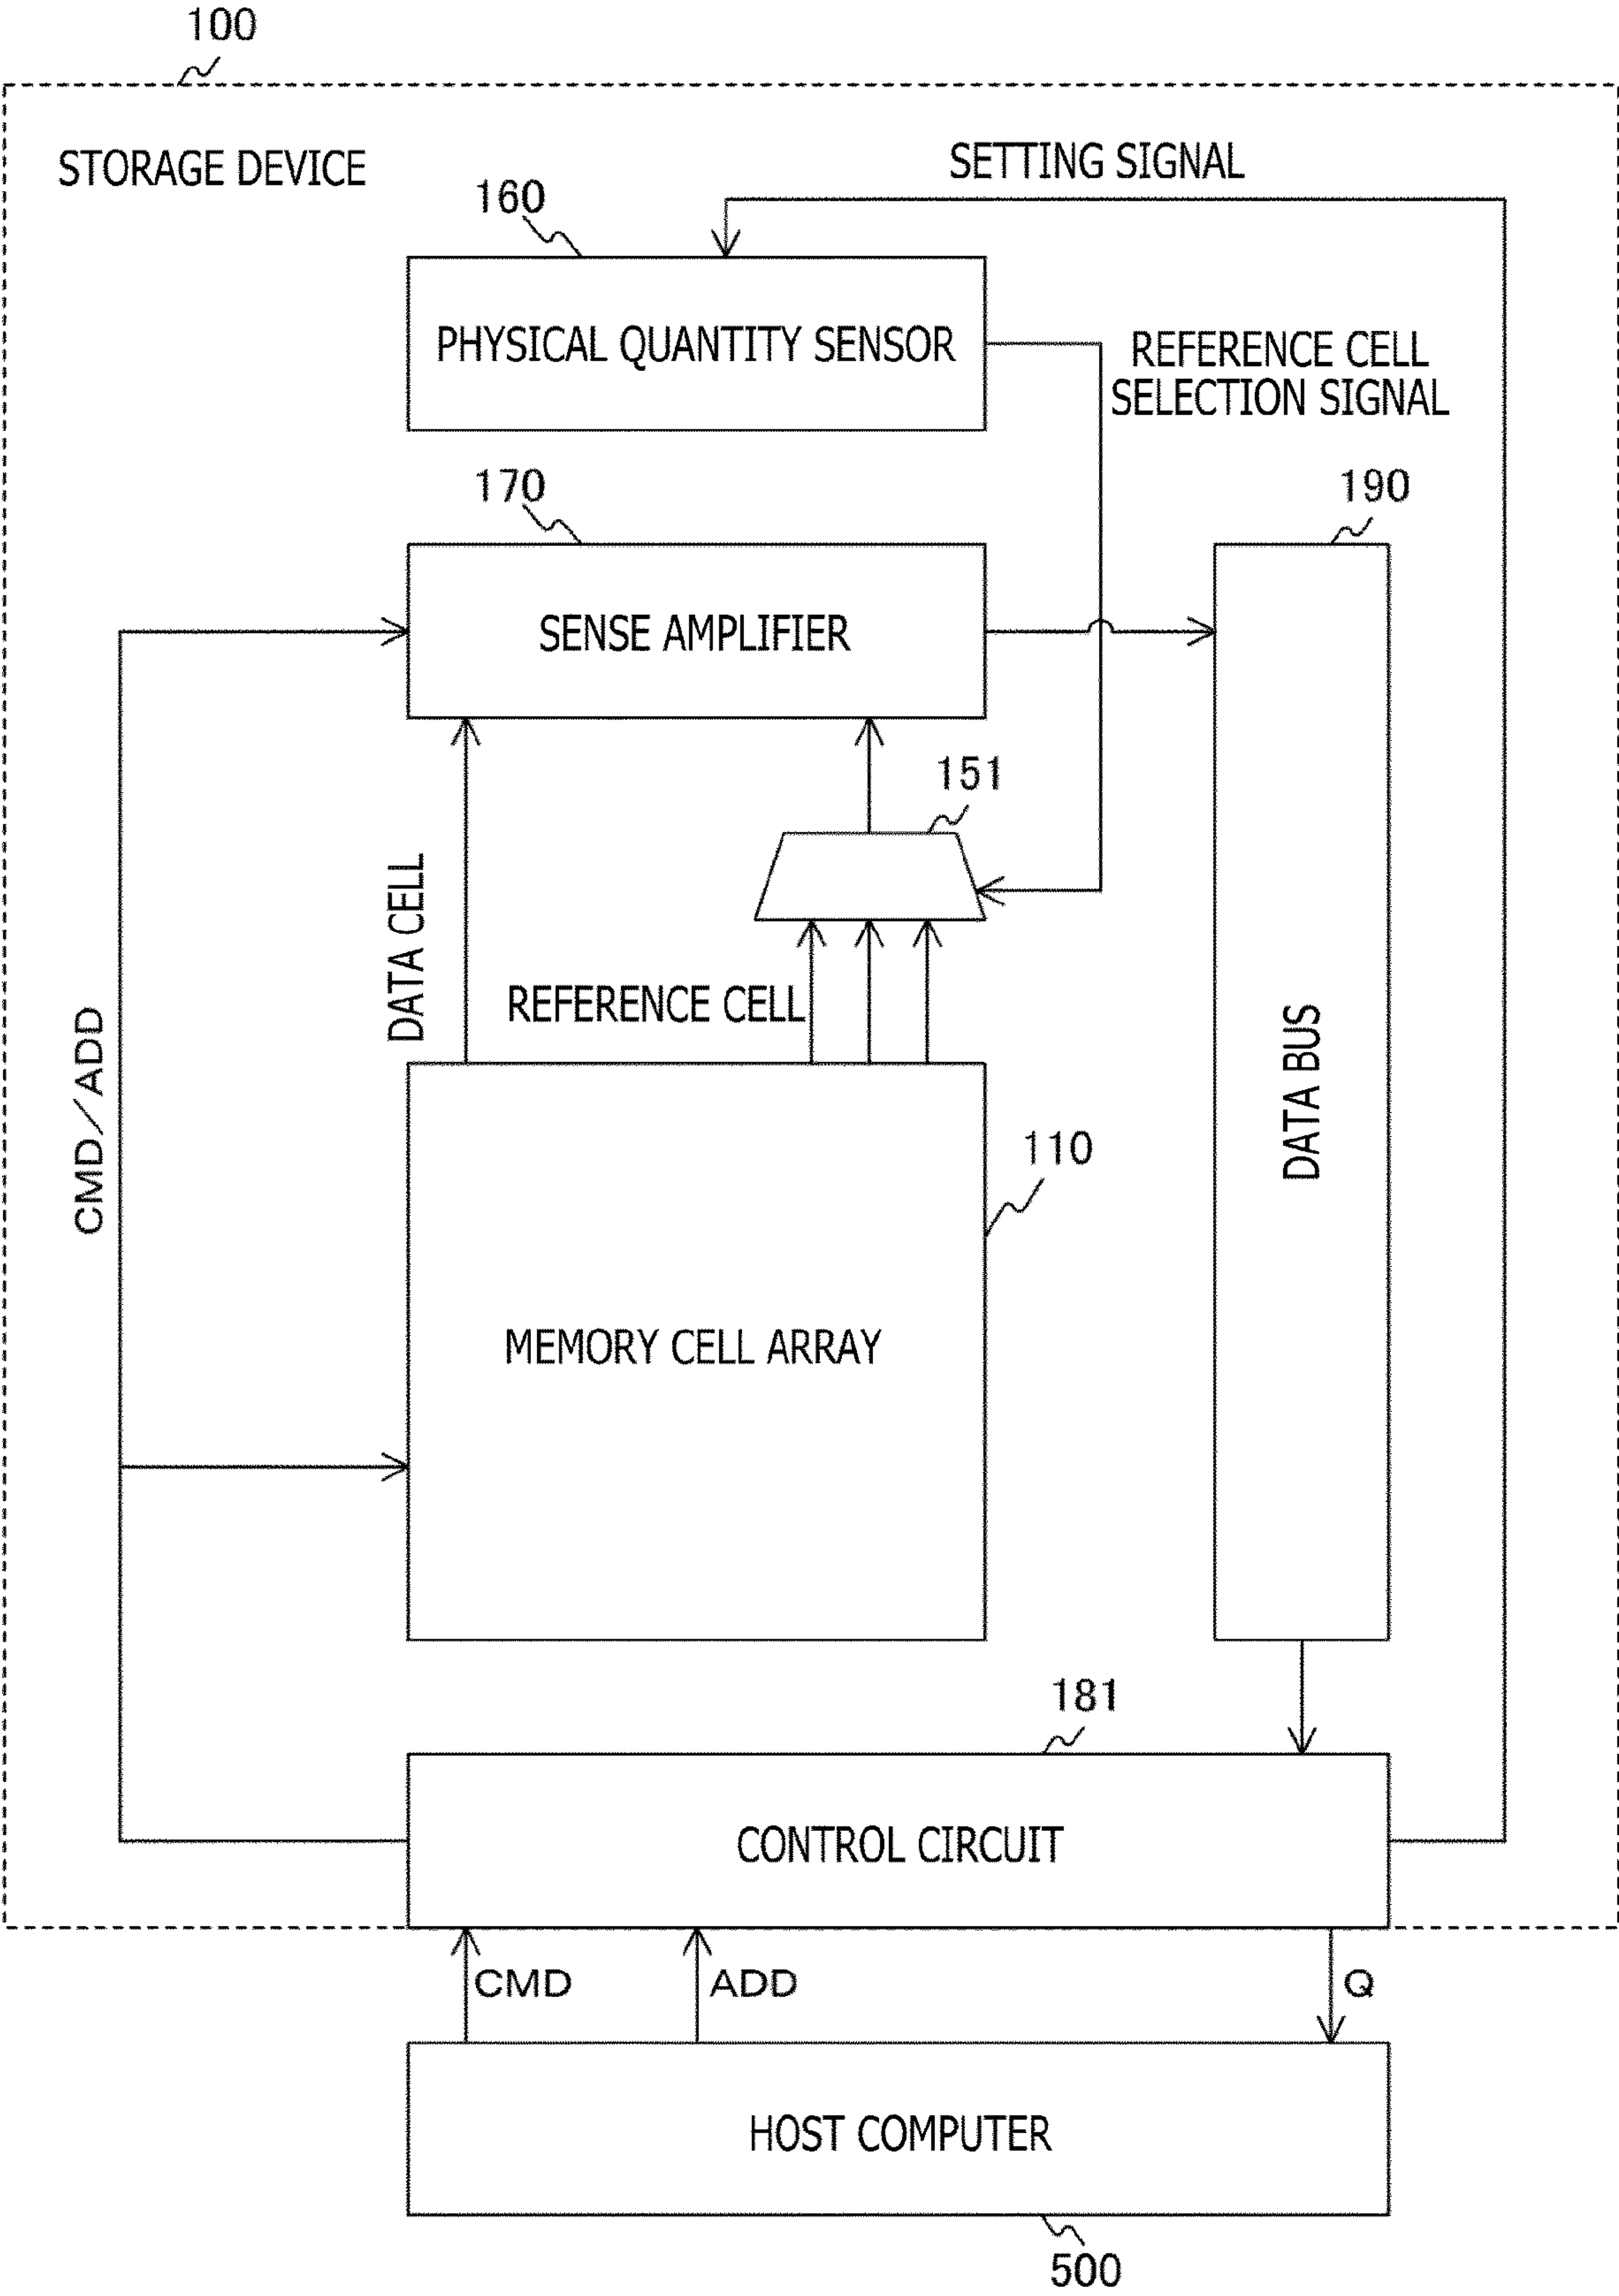 100
STORAGE DEVICE
SETTING SIGNAL
160
PHYSICAL QUANTITY SENSOR
REFERENCE CELL
SELECTION SIGNAL
170
190
SENSE AMPLIFIER
151
DATA CELL
REFERENCE CELL
CMD/ADD
DATA BUS
110
MEMORY CELL ARRAY
181
CONTROL CIRCUIT
CMD
ADD
Q
HOST COMPUTER
500